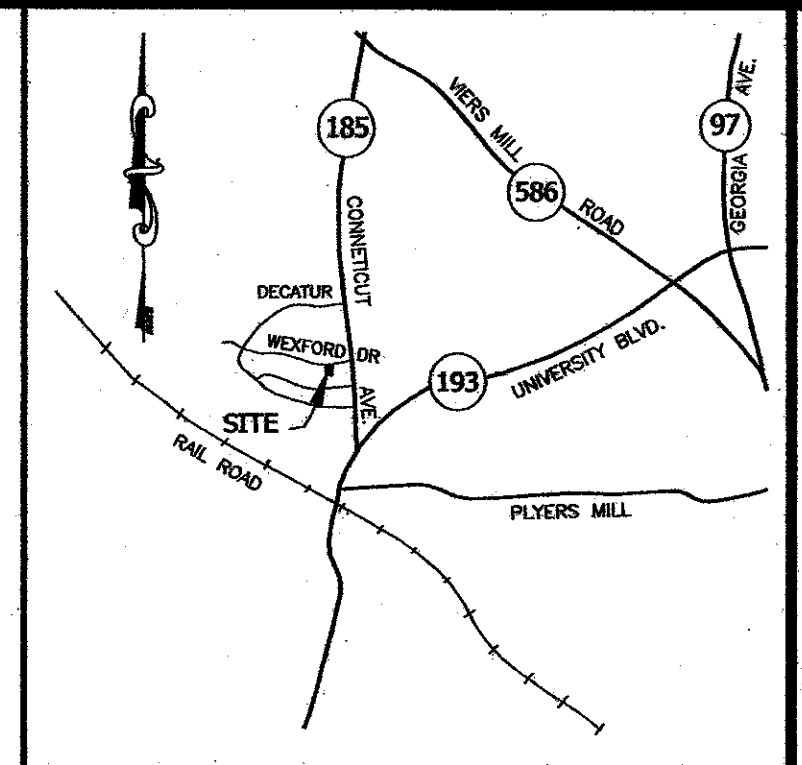 185
VIERS MILL
586
ROAD
97
GEORGIA
AVE.
CONNETICUT
AVE.
DECATUR
WEXFORD DR
193
UNIVERSITY BLVD.
SITE
RAIL ROAD
PLYERS MILL